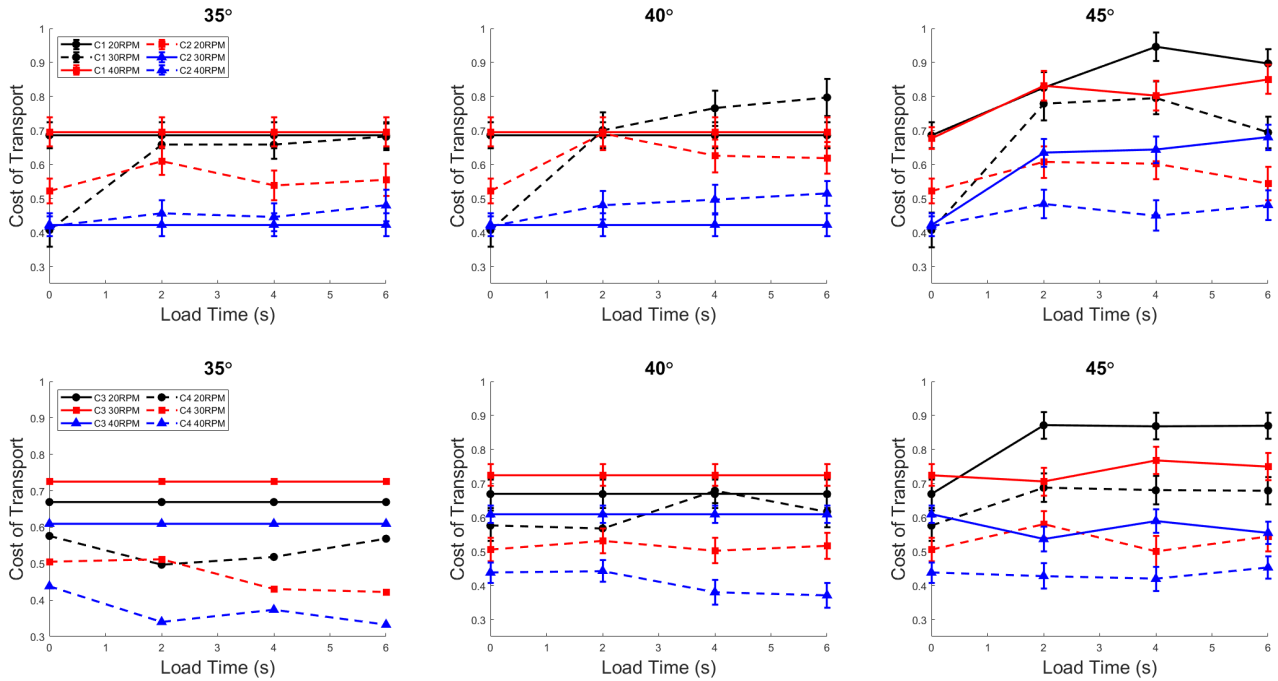 35°
40°
45°
Cost of Transport
1
0.9
0.8
0.7
0.6
0.5
0.4
0.3
C1 20RPM C2 20RPM
C1 30RPM C2 30RPM
C1 40RPM C2 40RPM
0 1 2 3 4 5 6
Load Time (s)
Cost of Transport
1
0.9
0.8
0.7
0.6
0.5
0.4
0.3
0 1 2 3 4 5 6
Load Time (s)
Cost of Transport
1
0.9
0.8
0.7
0.6
0.5
0.4
0.3
0 1 2 3 4 5 6
Load Time (s)
35°
40°
45°
Cost of Transport
1
0.9
0.8
0.7
0.6
0.5
0.4
0.3
C3 20RPM C4 20RPM
C3 30RPM C4 30RPM
C3 40RPM C4 40RPM
0 1 2 3 4 5 6
Load Time (s)
Cost of Transport
1
0.9
0.8
0.7
0.6
0.5
0.4
0.3
0 1 2 3 4 5 6
Load Time (s)
Cost of Transport
1
0.9
0.8
0.7
0.6
0.5
0.4
0.3
0 1 2 3 4 5 6
Load Time (s)